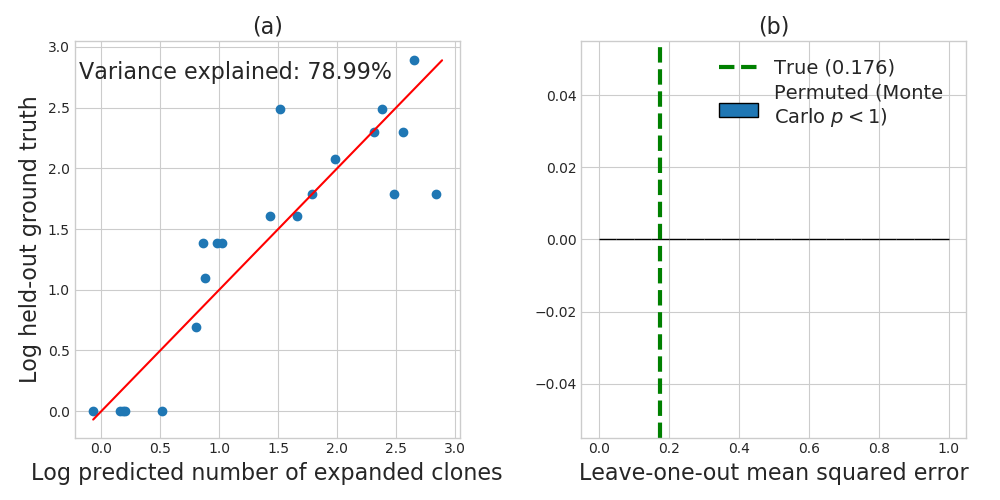 (a)
Variance explained: 78.99%
3.0
2.5
2.0
1.5
1.0
0.5
0.0
Log held-out ground truth
0.0 0.5 1.0 1.5 2.0 2.5 3.0
Log predicted number of expanded clones
(b)
True (0.176)
Permuted (Monte
Carlo p < 1)
0.04
0.02
0.00
−0.02
−0.04
0.0 0.2 0.4 0.6 0.8 1.0
Leave-one-out mean squared error